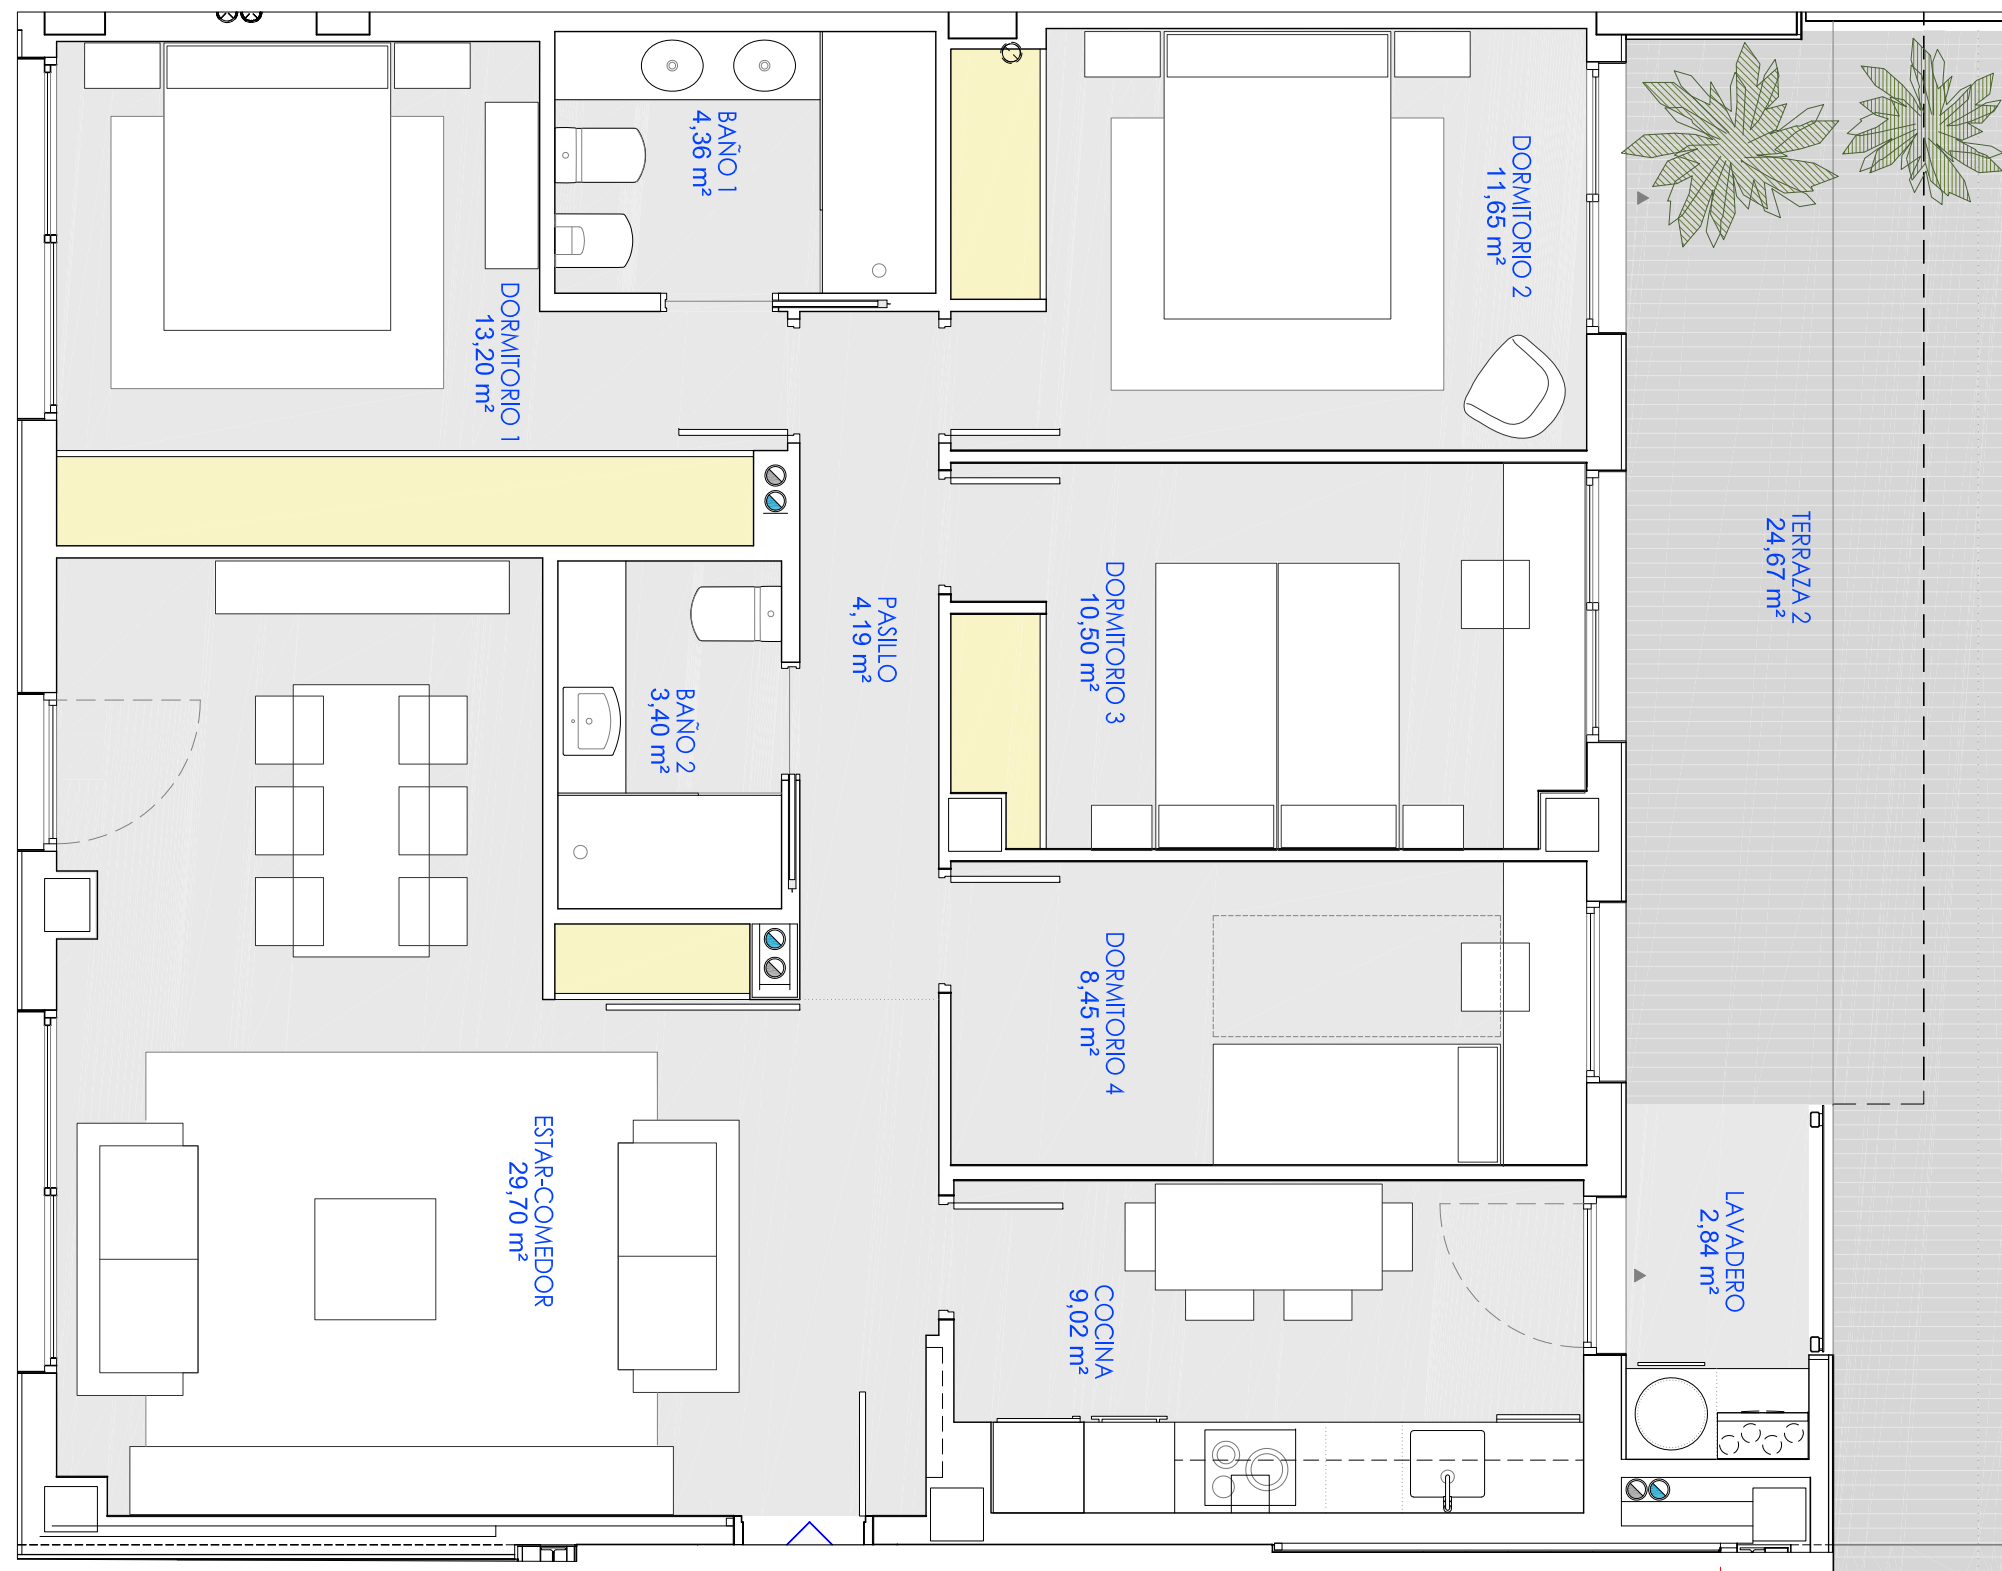 BAÑO 1
4,36 m²
DORMITORIO 2
11,65 m²
DORMITORIO 1
13,20 m²
TERRAZA 2
24,67 m²
DORMITORIO 3
10,50 m²
PASILLO
4,19 m²
BAÑO 2
3,40 m²
DORMITORIO 4
8,45 m²
ESTAR-COMEDOR
29,70 m²
LAVADERO
2,84 m²
COCINA
9,02 m²